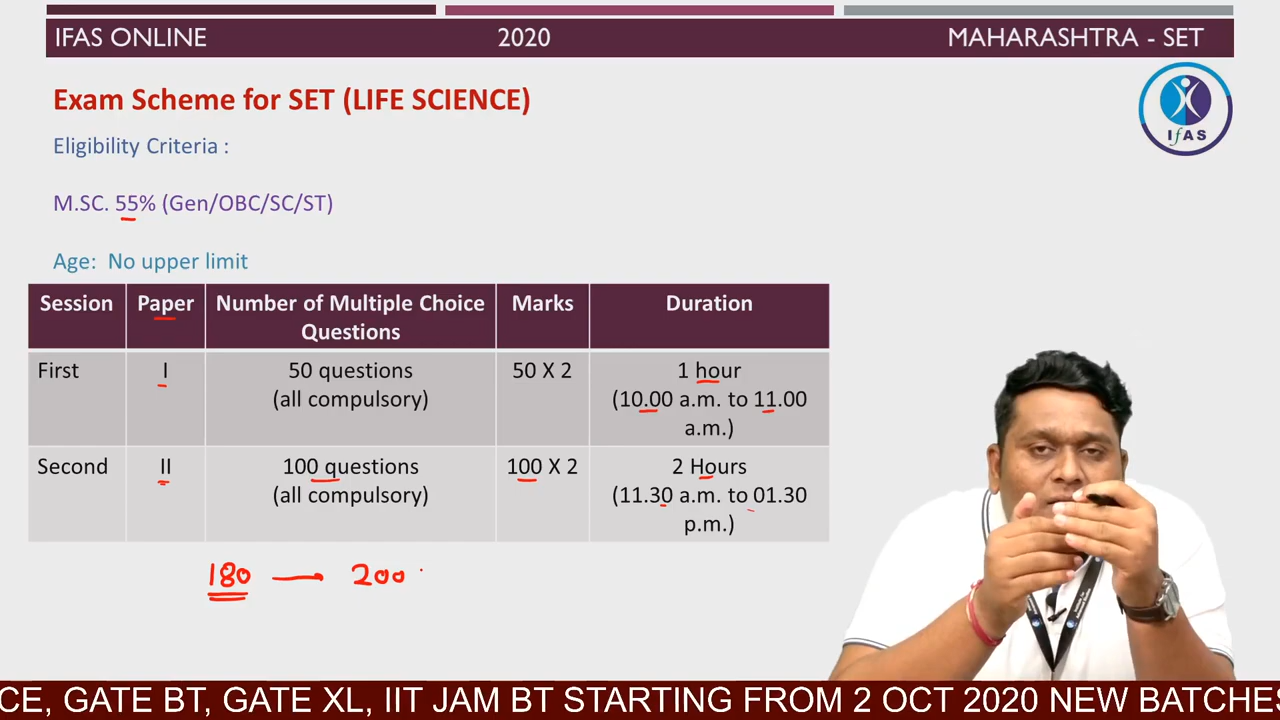 IFAS ONLINE 2020 MAHARASHTRA - SET
Exam Scheme for SET (LIFE SCIENCE)
IfAS
Eligibility Criteria :
M.SC. 55% (Gen/OBC/SC/ST)
Age: No upper limit
Session Paper Number of Multiple Choice Questions Marks Duration
First I 50 questions (all compulsory) 50 X 2 1 hour (10.00 a.m. to 11.00 a.m.)
Second II 100 questions (all compulsory) 100 X 2 2 Hours (11.30 a.m. to 01.30 p.m.)
180 — 200
CE, GATE BT, GATE XL, IIT JAM BT STARTING FROM 2 OCT 2020 NEW BATCHES